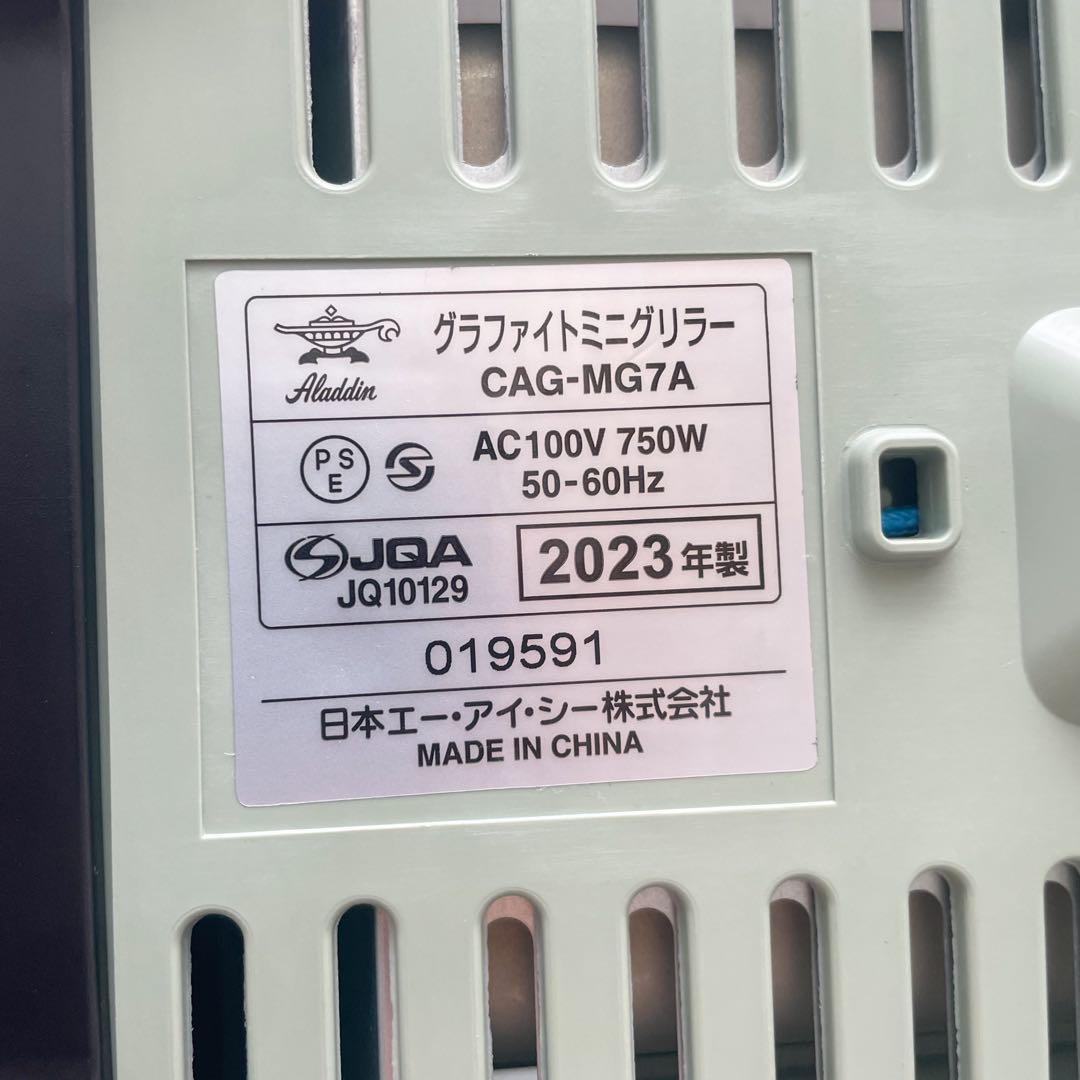 Aladdin
グラファイトミニグリラー
CAG-MG7A
PSE
AC100V 750W
50-60Hz
JQA
JQ10129
2023年製
019591
日本エー・アイ・シー株式会社
MADE IN CHINA